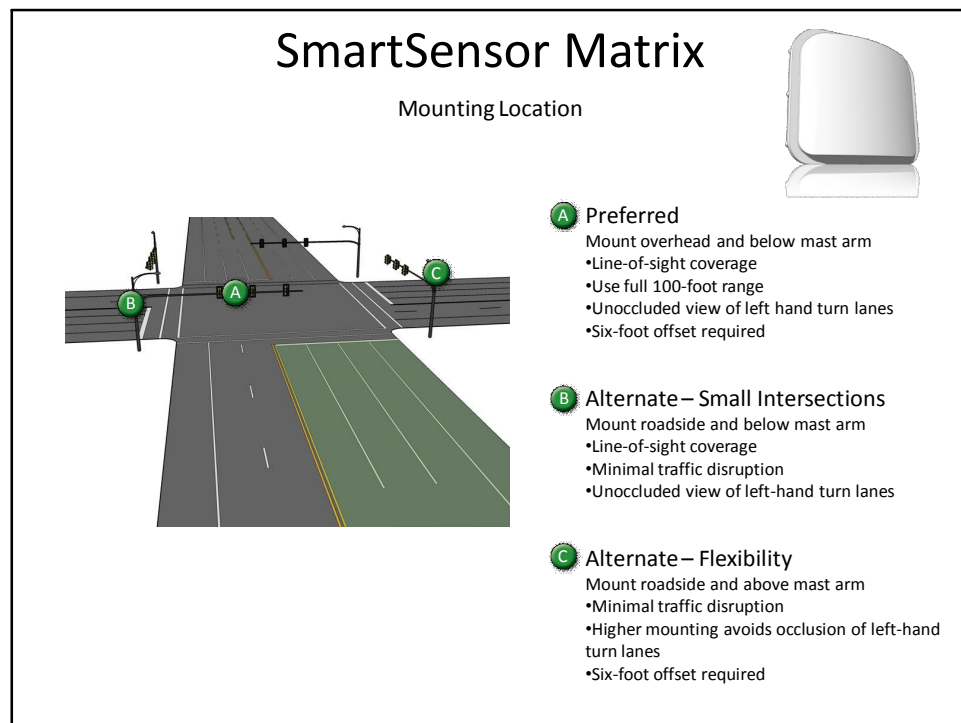 SmartSensor Matrix
Mounting Location
A Preferred
Mount overhead and below mast arm
•Line-of-sight coverage
•Use full 100-foot range
•Unoccluded view of left hand turn lanes
•Six-foot offset required
B A C
B Alternate – Small Intersections
Mount roadside and below mast arm
•Line-of-sight coverage
•Minimal traffic disruption
•Unoccluded view of left-hand turn lanes
C Alternate – Flexibility
Mount roadside and above mast arm
•Minimal traffic disruption
•Higher mounting avoids occlusion of left-hand
turn lanes
•Six-foot offset required